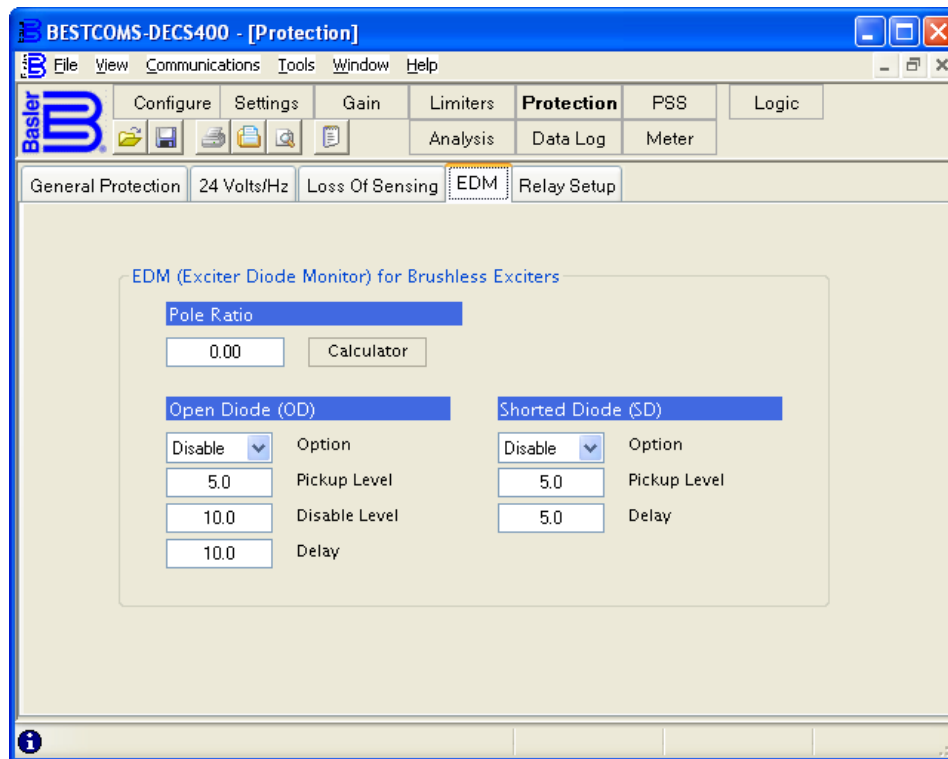 BESTCOMS-DECS400 - [Protection]
File View Communications Tools Window Help
Basler
Configure Settings Gain Limiters Protection PSS Logic
Analysis Data Log Meter
General Protection 24 Volts/Hz Loss Of Sensing EDM Relay Setup
EDM (Exciter Diode Monitor) for Brushless Exciters
Pole Ratio
0.00 Calculator
Open Diode (OD) Shorted Diode (SD)
Disable Option Disable Option
5.0 Pickup Level 5.0 Pickup Level
10.0 Disable Level 5.0 Delay
10.0 Delay